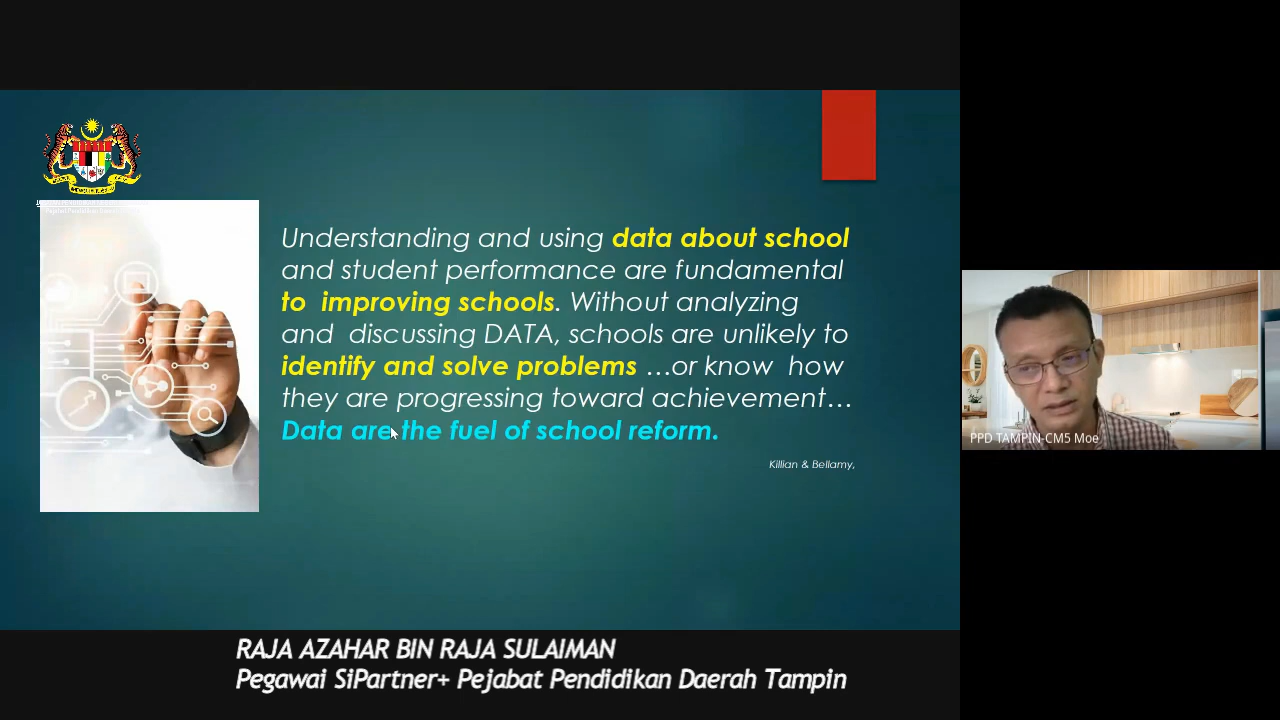 Understanding and using data about school
and student performance are fundamental
to improving schools. Without analyzing
and discussing DATA, schools are unlikely to
identify and solve problems …or know how
they are progressing toward achievement…
Data are the fuel of school reform.
Killian & Bellamy,
PPD TAMPIN-CM5 Moe
RAJA AZAHAR BIN RAJA SULAIMAN
Pegawai SiPartner+ Pejabat Pendidikan Daerah Tampin